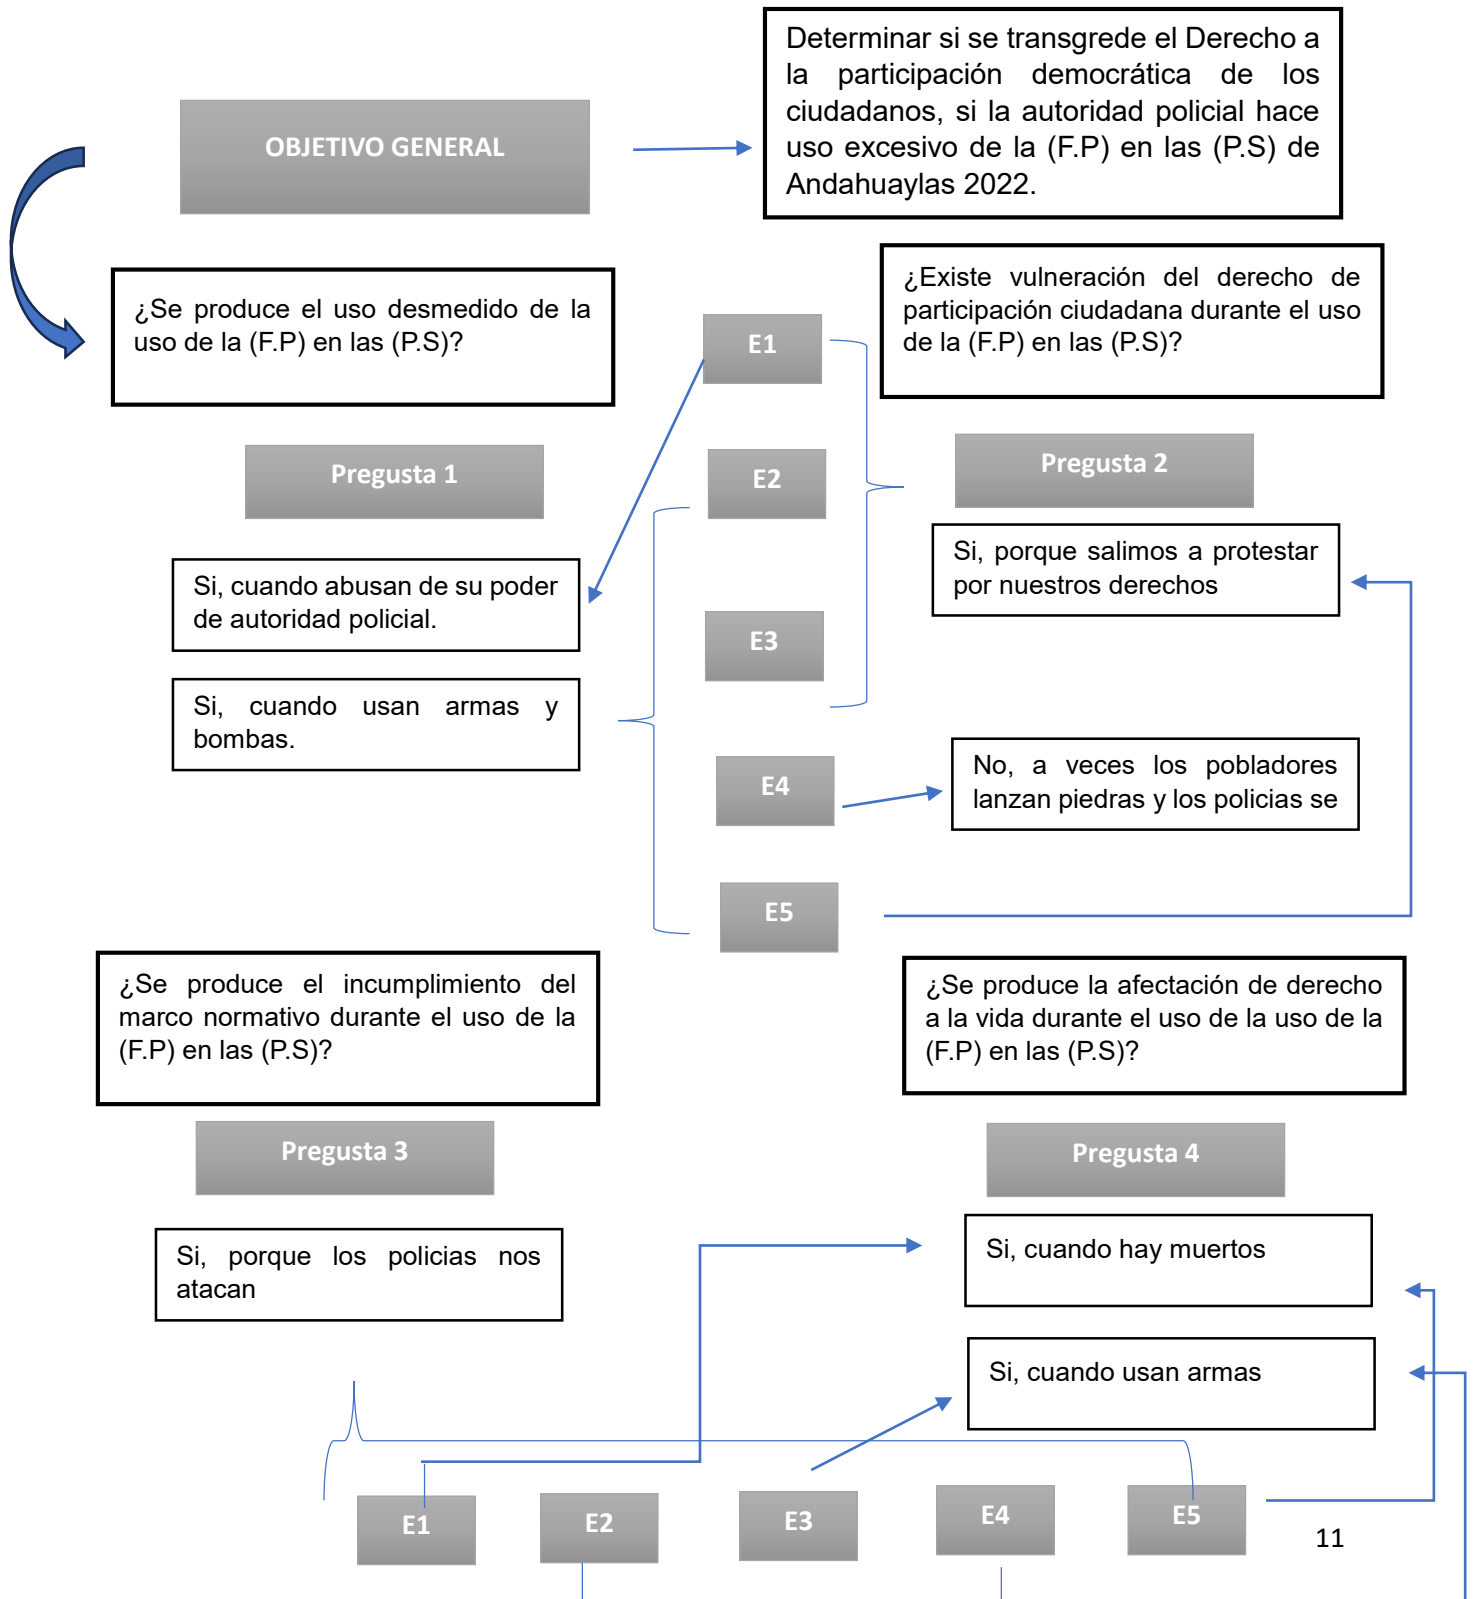 Determinar si se transgrede el Derecho a
la participación democrática de los
ciudadanos, si la autoridad policial hace
uso excesivo de la (F.P) en las (P.S) de
Andahuaylas 2022.
OBJETIVO GENERAL
¿Se produce el uso desmedido de la
uso de la (F.P) en las (P.S)?
¿Existe vulneración del derecho de
participación ciudadana durante el uso
de la (F.P) en las (P.S)?
E1
Pregusta 1
E2
Pregusta 2
Si, cuando abusan de su poder
de autoridad policial.
Si, porque salimos a protestar
por nuestros derechos
E3
Si, cuando usan armas y
bombas.
E4
No, a veces los pobladores
lanzan piedras y los policias se
E5
¿Se produce el incumplimiento del
marco normativo durante el uso de la
(F.P) en las (P.S)?
¿Se produce la afectación de derecho
a la vida durante el uso de la uso de la
(F.P) en las (P.S)?
Pregusta 3
Pregusta 4
Si, porque los policias nos
atacan
Si, cuando hay muertos
Si, cuando usan armas
E1
E2
E3
E4
E5
11